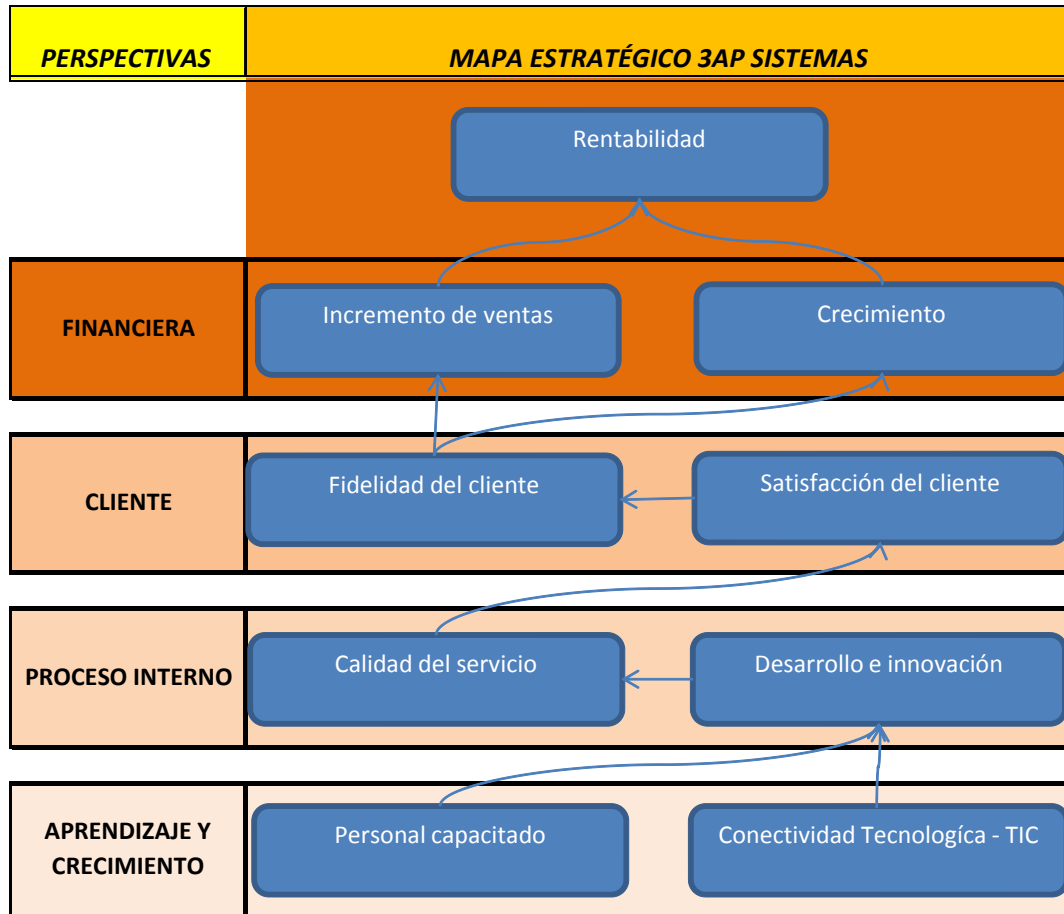 PERSPECTIVAS
MAPA ESTRATÉGICO 3AP SISTEMAS
Rentabilidad
FINANCIERA
Incremento de ventas
Crecimiento
CLIENTE
Fidelidad del cliente
Satisfacción del cliente
PROCESO INTERNO
Calidad del servicio
Desarrollo e innovación
APRENDIZAJE Y
CRECIMIENTO
Personal capacitado
Conectividad Tecnologíca - TIC